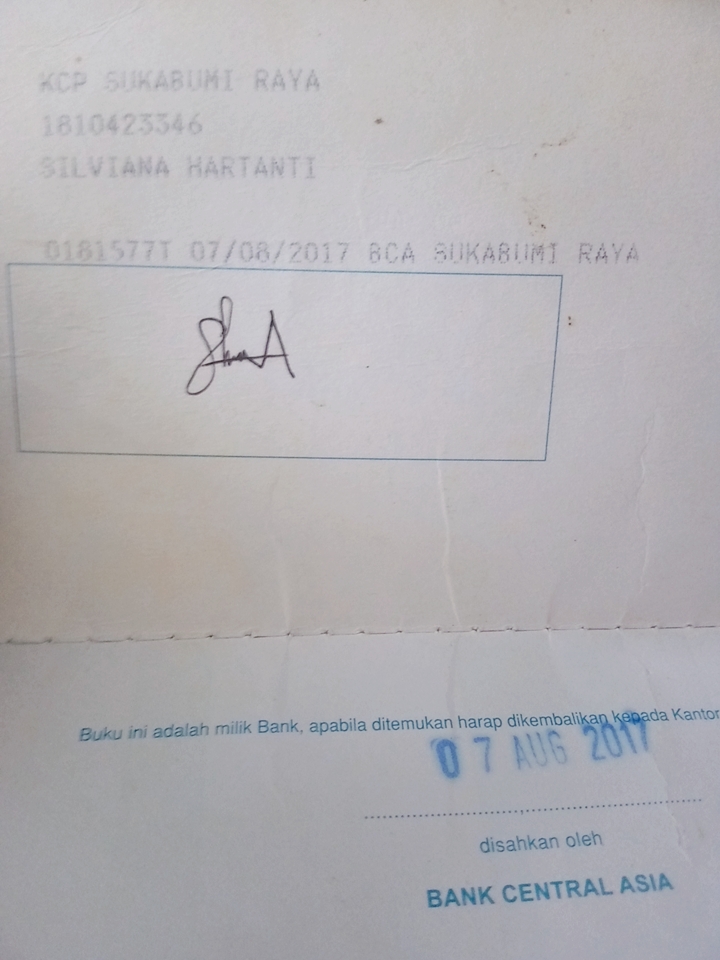 KCP SUKABUMI RAYA
1810423346
SILVIANA HARTANTI
0181577T 07/08/2017 BCA SUKABUMI RAYA
Buku ini adalah milik Bank, apabila ditemukan harap dikembalikan kepada Kantor
07 AUG 2017
disahkan oleh
BANK CENTRAL ASIA